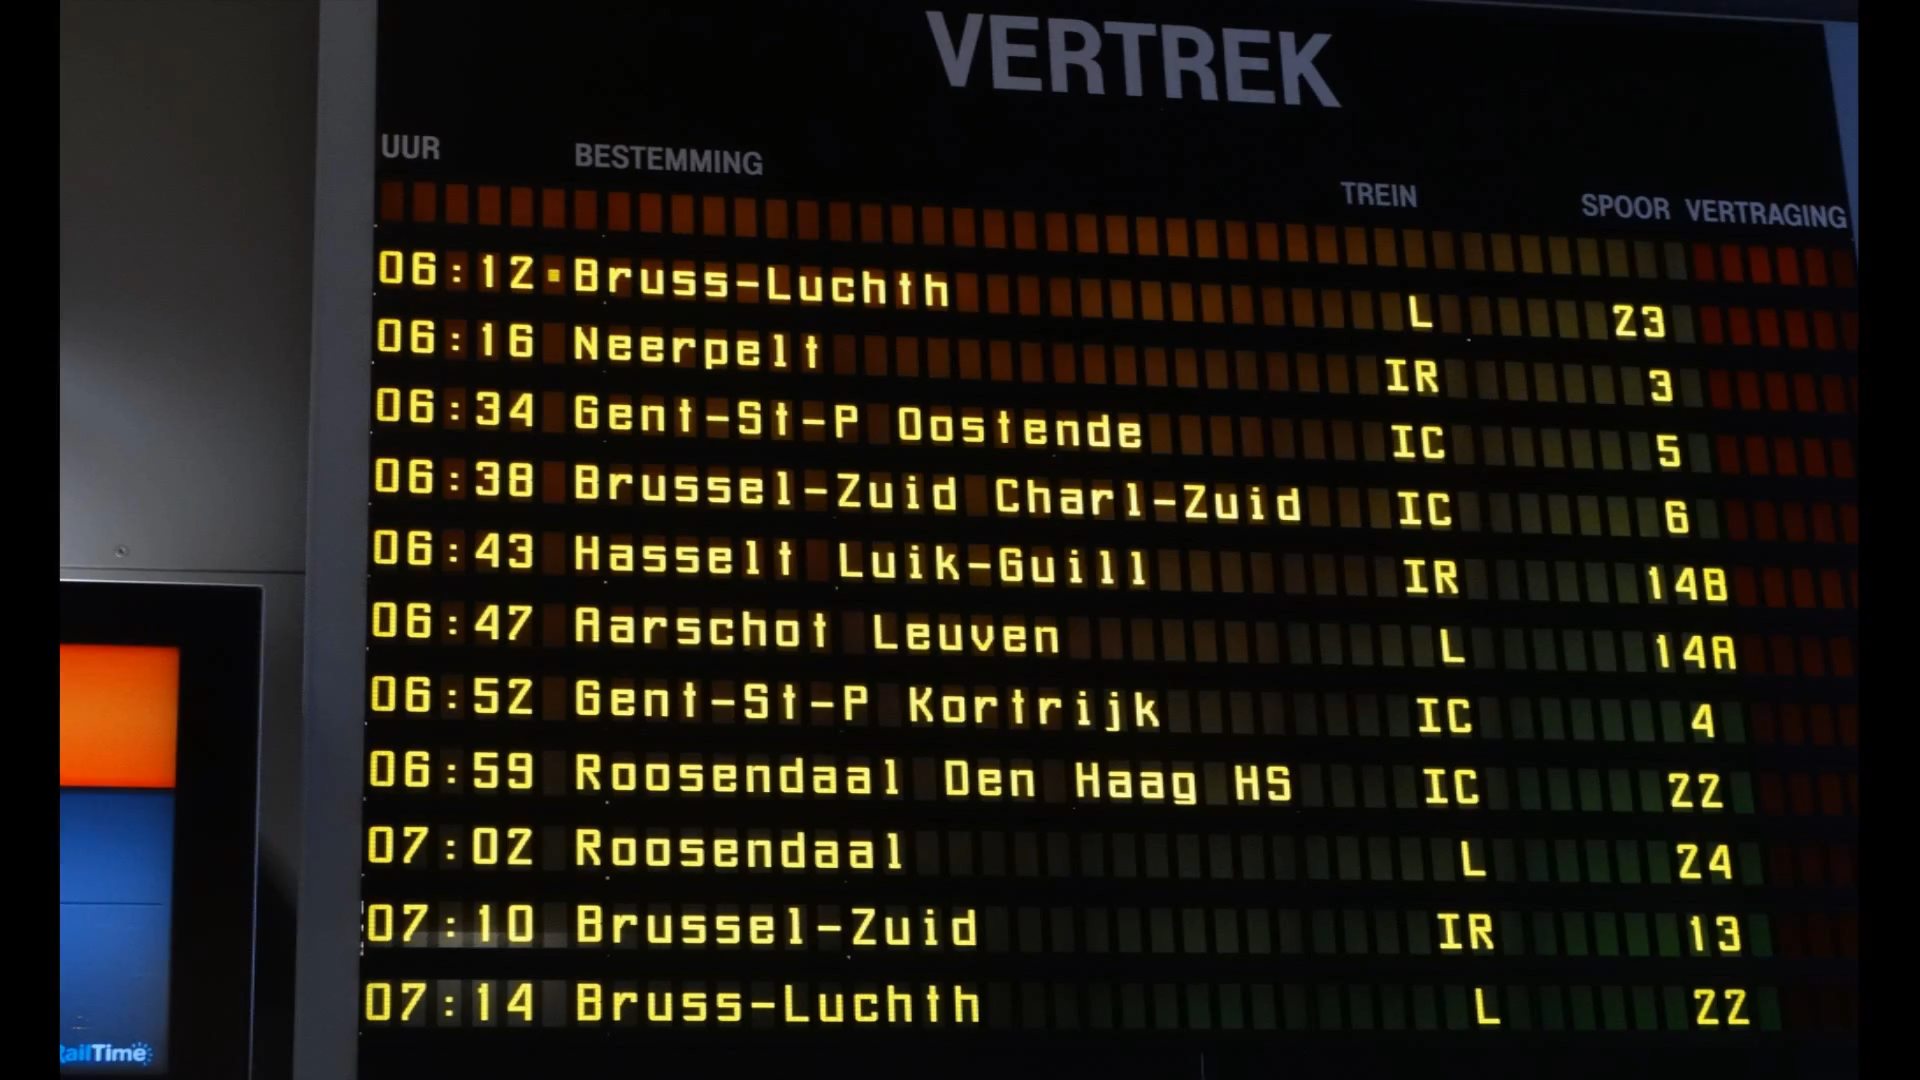 VERTREK
UUR BESTEMMING TREIN SPOOR VERTRAGING
06:12 Bruss-Luchth L 23
06:16 Neerpelt IR 3
06:34 Gent-St-P Oostende IC 5
06:38 Brussel-Zuid Charl-Zuid IC 6
06:43 Hasselt Luik-Guill IR 14B
06:47 Aarschot Leuven L 14A
06:52 Gent-St-P Kortrijk IC 4
06:59 Roosendaal Den Haag HS IC 22
07:02 Roosendaal L 24
07:10 Brussel-Zuid IR 13
07:14 Bruss-Luchth L 22
RailTime